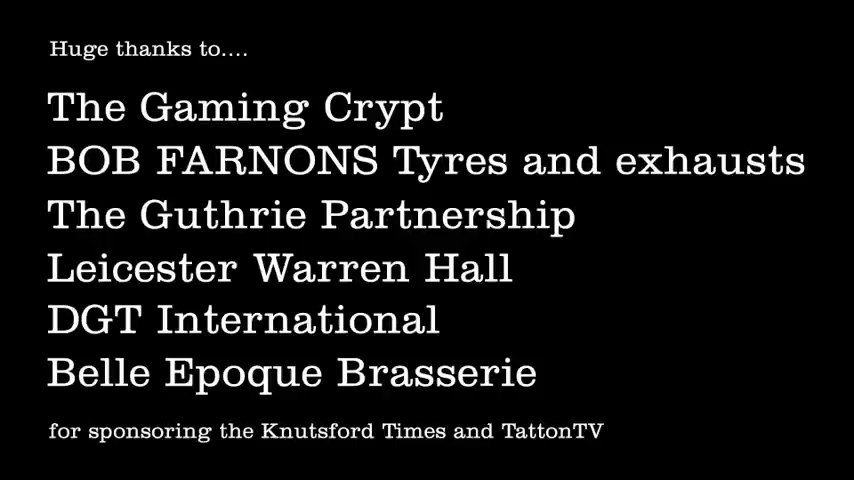 Huge thanks to....
The Gaming Crypt
BOB FARNONS Tyres and exhausts
The Guthrie Partnership
Leicester Warren Hall
DGT International
Belle Epoque Brasserie
for sponsoring the Knutsford Times and TattonTV